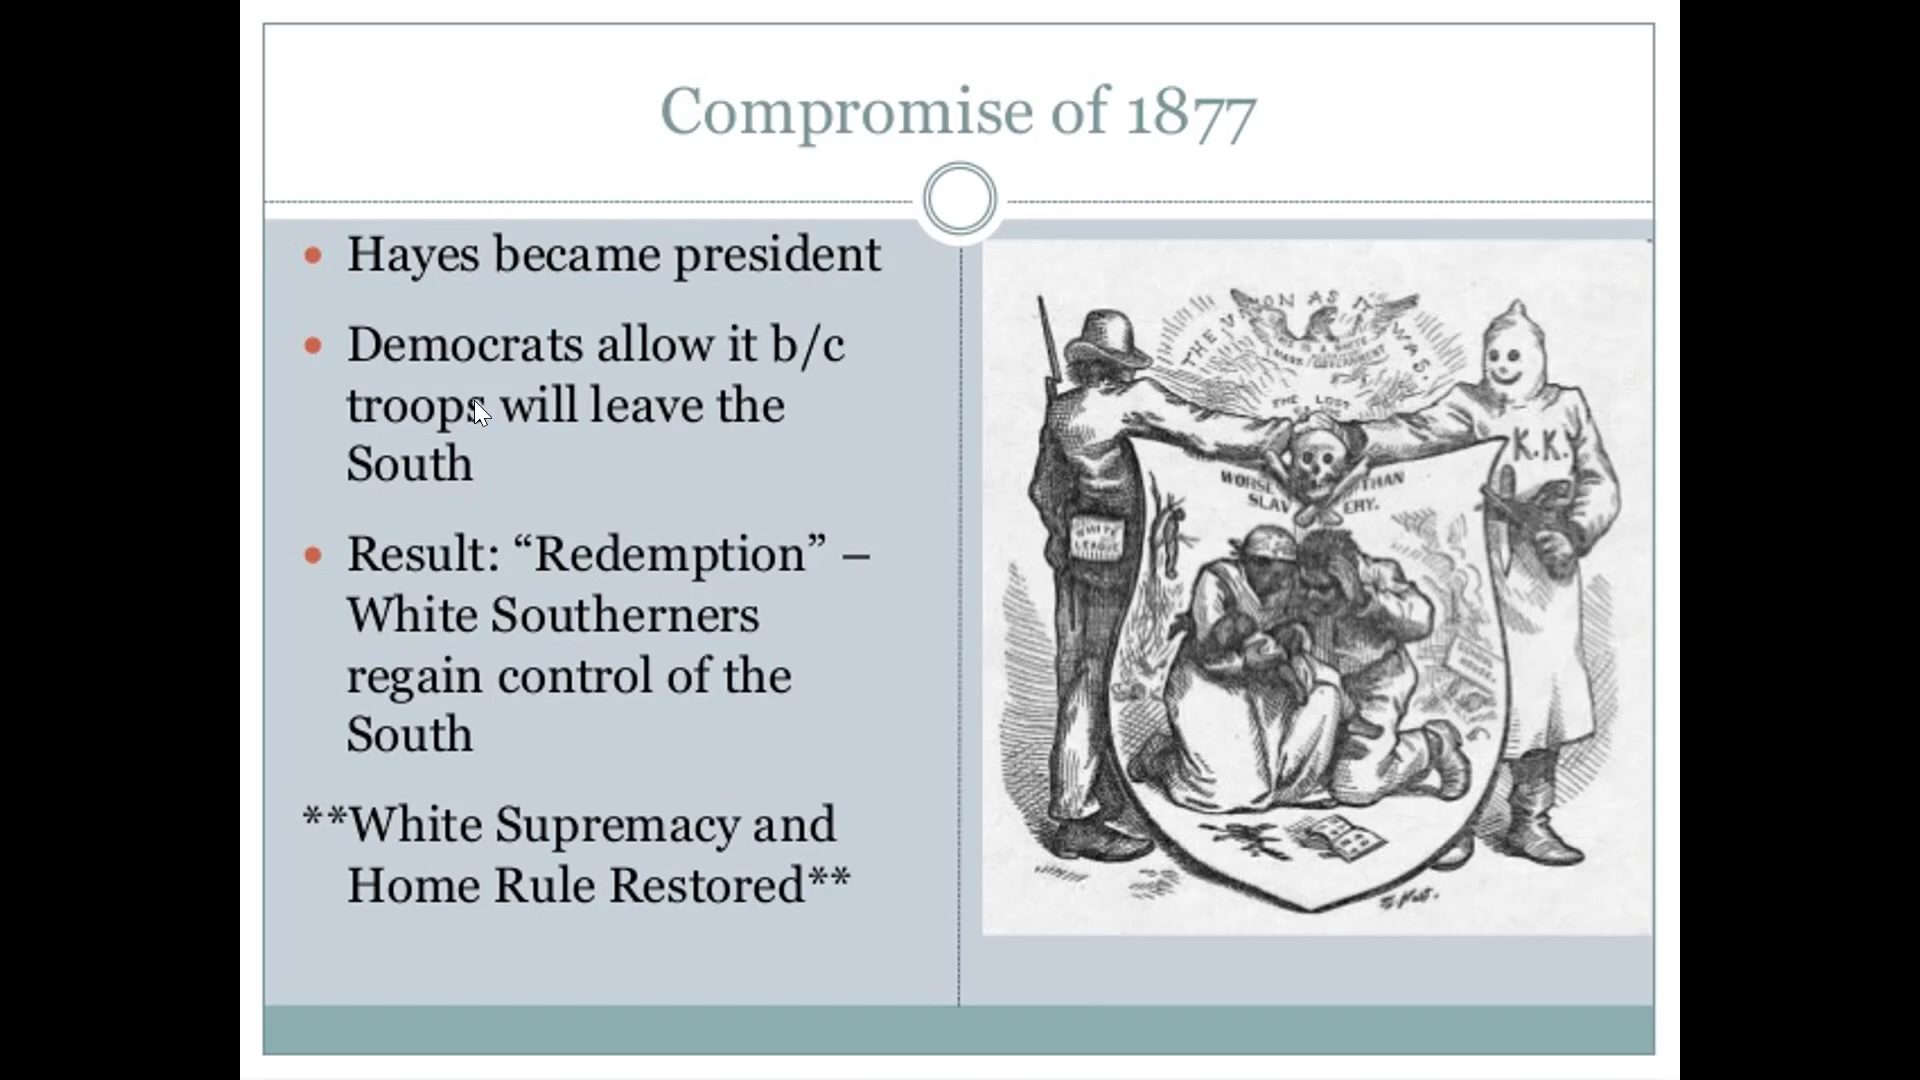 Compromise of 1877
• Hayes became president
• Democrats allow it b/c
troops will leave the
South
• Result: “Redemption” –
White Southerners
regain control of the
South
**White Supremacy and
Home Rule Restored**
THE UNION AS IT WAS.
THE LOST
WORSE THAN
SLAVERY.
WHITE
LEAGUE
K.K.